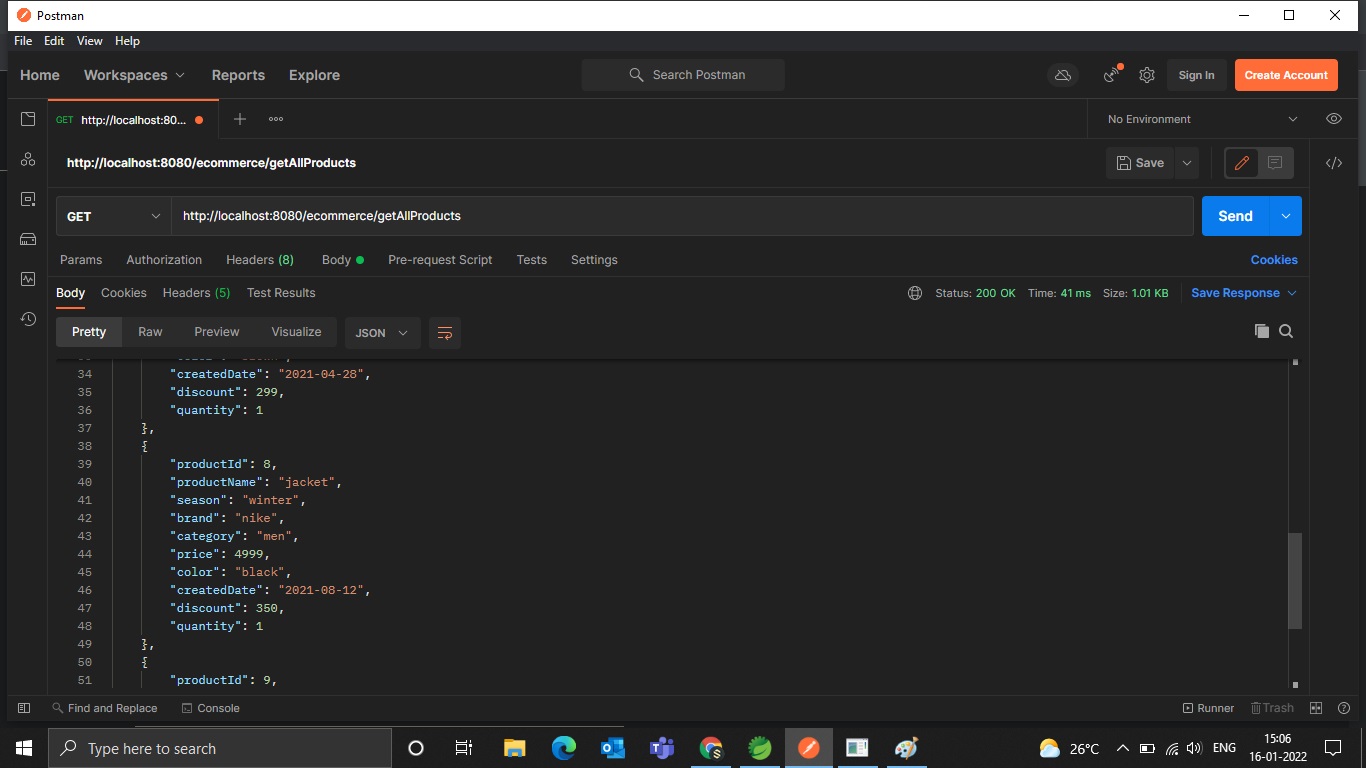 Postman
File Edit View Help
Home Workspaces Reports Explore Search Postman Sign In Create Account
GET http://localhost:80... No Environment
http://localhost:8080/ecommerce/getAllProducts Save
GET http://localhost:8080/ecommerce/getAllProducts Send
Params Authorization Headers (8) Body Pre-request Script Tests Settings Cookies
Body Cookies Headers (5) Test Results Status: 200 OK Time: 41 ms Size: 1.01 KB Save Response
Pretty Raw Preview Visualize JSON
34 "createdDate": "2021-04-28",
35 "discount": 299,
36 "quantity": 1
37 },
38 {
39 "productId": 8,
40 "productName": "jacket",
41 "season": "winter",
42 "brand": "nike",
43 "category": "men",
44 "price": 4999,
45 "color": "black",
46 "createdDate": "2021-08-12",
47 "discount": 350,
48 "quantity": 1
49 },
50 {
51 "productId": 9,
Find and Replace Console Runner Trash
Type here to search 26°C ENG 15:06
16-01-2022